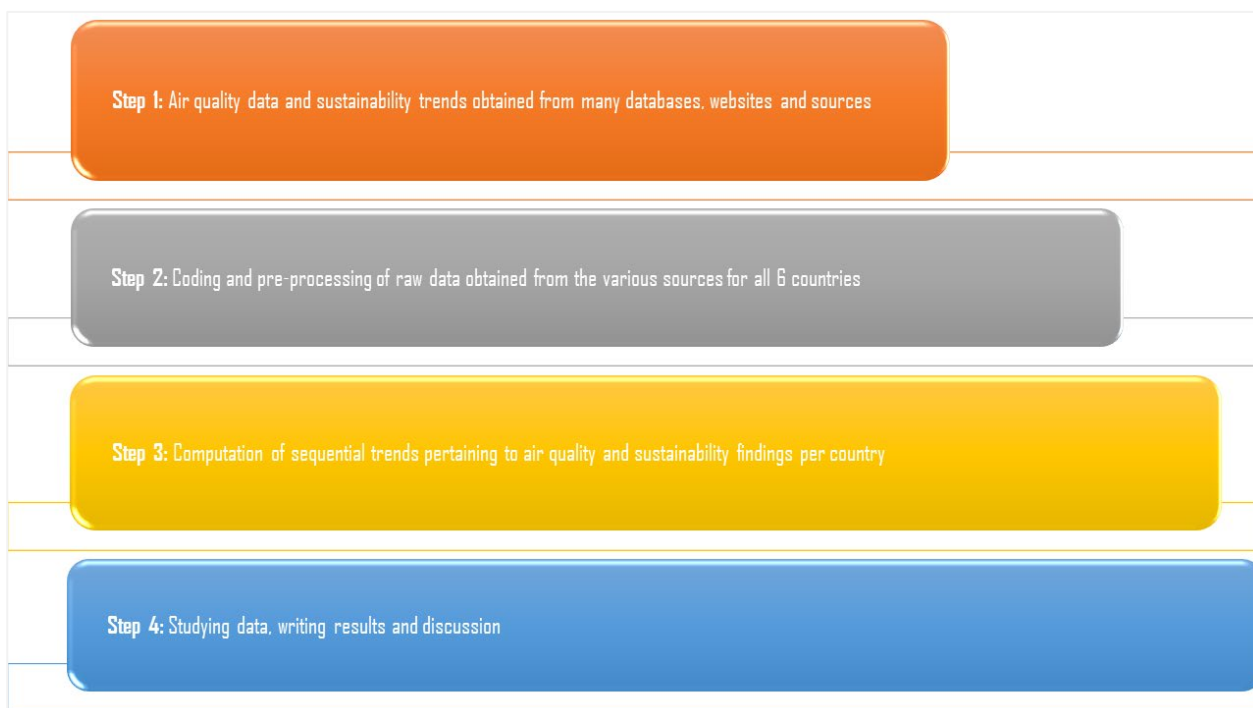 Step 1: Air quality data and sustainability trends obtained from many databases, websites and sources
Step 2: Coding and pre-processing of raw data obtained from the various sources for all 6 countries
Step 3: Computation of sequential trends pertaining to air quality and sustainability findings per country
Step 4: Studying data, writing results and discussion